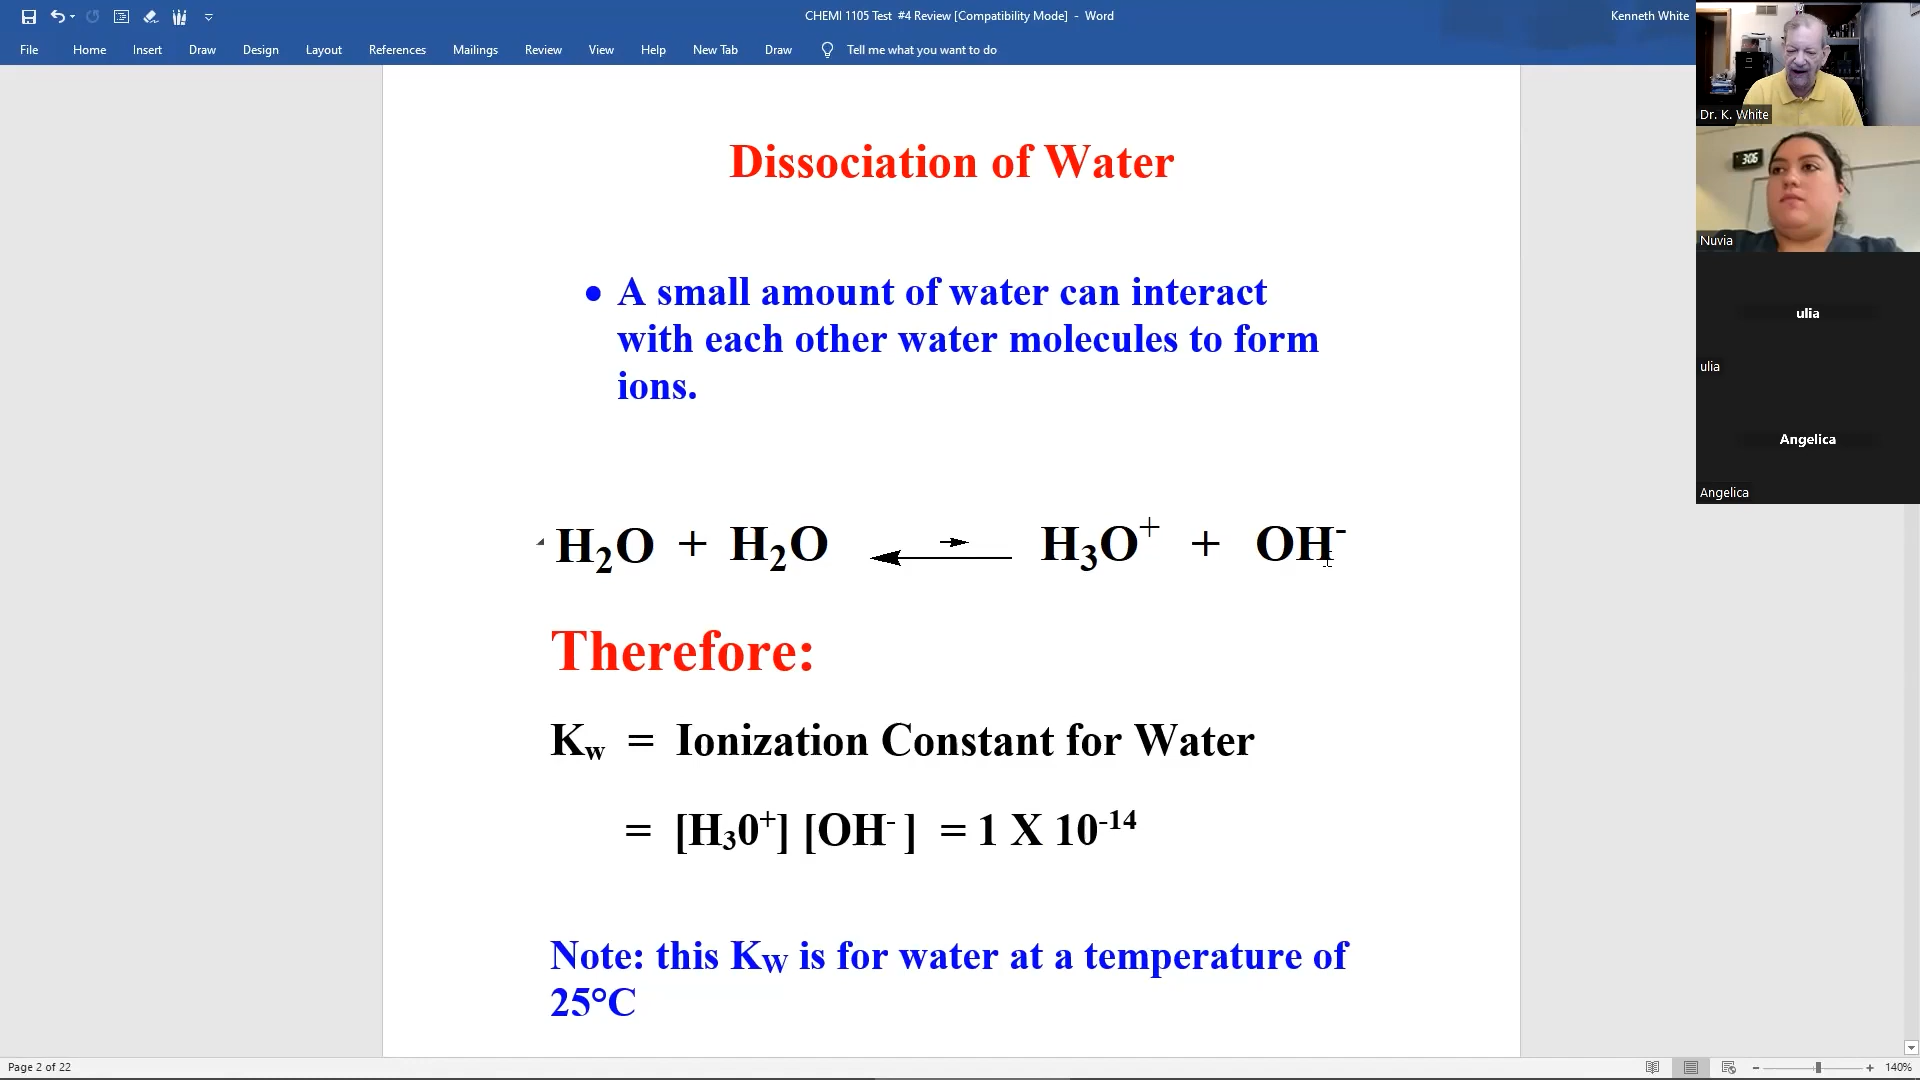 CHEMI 1105 Test  #4 Review [Compatibility Mode]  -  Word
Kenneth White
File Home Insert Draw Design Layout References Mailings Review View Help New Tab Draw Tell me what you want to do
Dr. K. White
3:06
Nuvia
ulia
ulia
Angelica
Angelica
Dissociation of Water
• A small amount of water can interact
with each other water molecules to form
ions.
H₂O + H₂O ⇌ H₃O⁺ + OH⁻
Therefore:
Kw = Ionization Constant for Water
= [H₃0⁺] [OH⁻ ] = 1 X 10⁻¹⁴
Note: this KW is for water at a temperature of
25°C
Page 2 of 22
140%